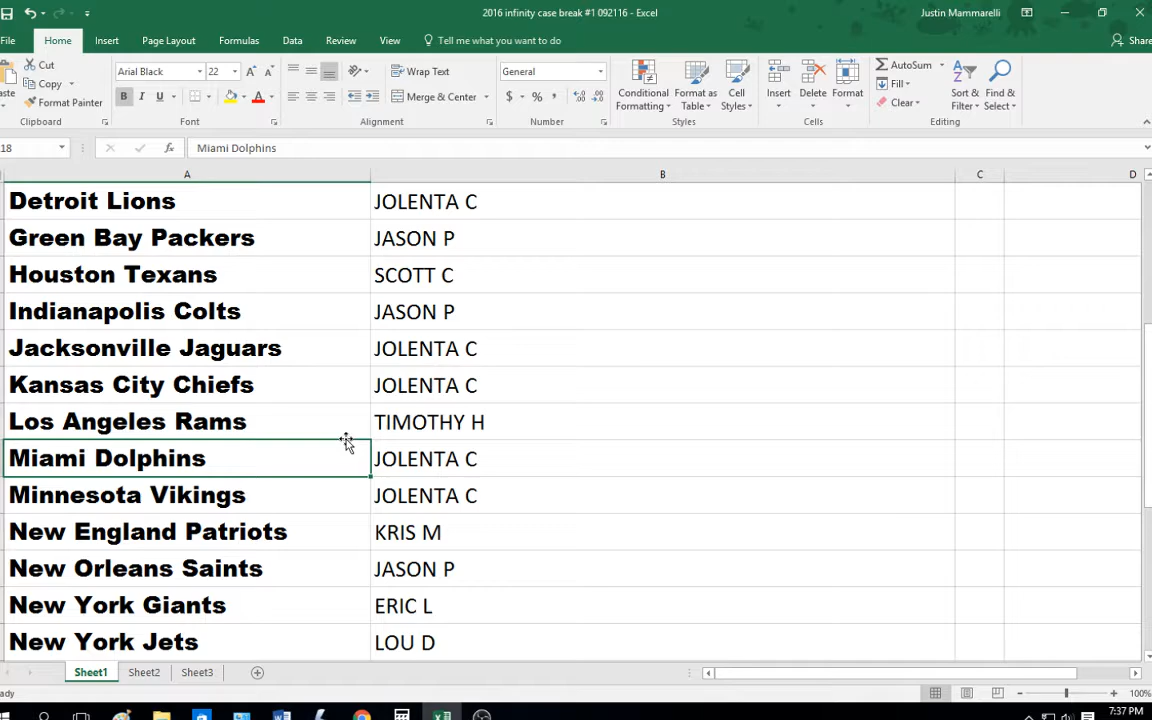 2016 infinity case break #1 092116 - Excel
Justin Mammarelli
File Home Insert Page Layout Formulas Data Review View Tell me what you want to do Share
Cut
Copy
Format Painter
Clipboard
Arial Black 22
B I U
Font
Wrap Text
Merge & Center
Alignment
General
$ % ,
Number
Conditional Formatting
Format as Table
Cell Styles
Styles
Insert Delete Format
Cells
AutoSum
Fill
Clear
Sort & Filter
Find & Select
Editing
18 fx Miami Dolphins
A B C D
Detroit Lions JOLENTA C
Green Bay Packers JASON P
Houston Texans SCOTT C
Indianapolis Colts JASON P
Jacksonville Jaguars JOLENTA C
Kansas City Chiefs JOLENTA C
Los Angeles Rams TIMOTHY H
Miami Dolphins JOLENTA C
Minnesota Vikings JOLENTA C
New England Patriots KRIS M
New Orleans Saints JASON P
New York Giants ERIC L
New York Jets LOU D
Sheet1 Sheet2 Sheet3
eady 100%
7:37 PM